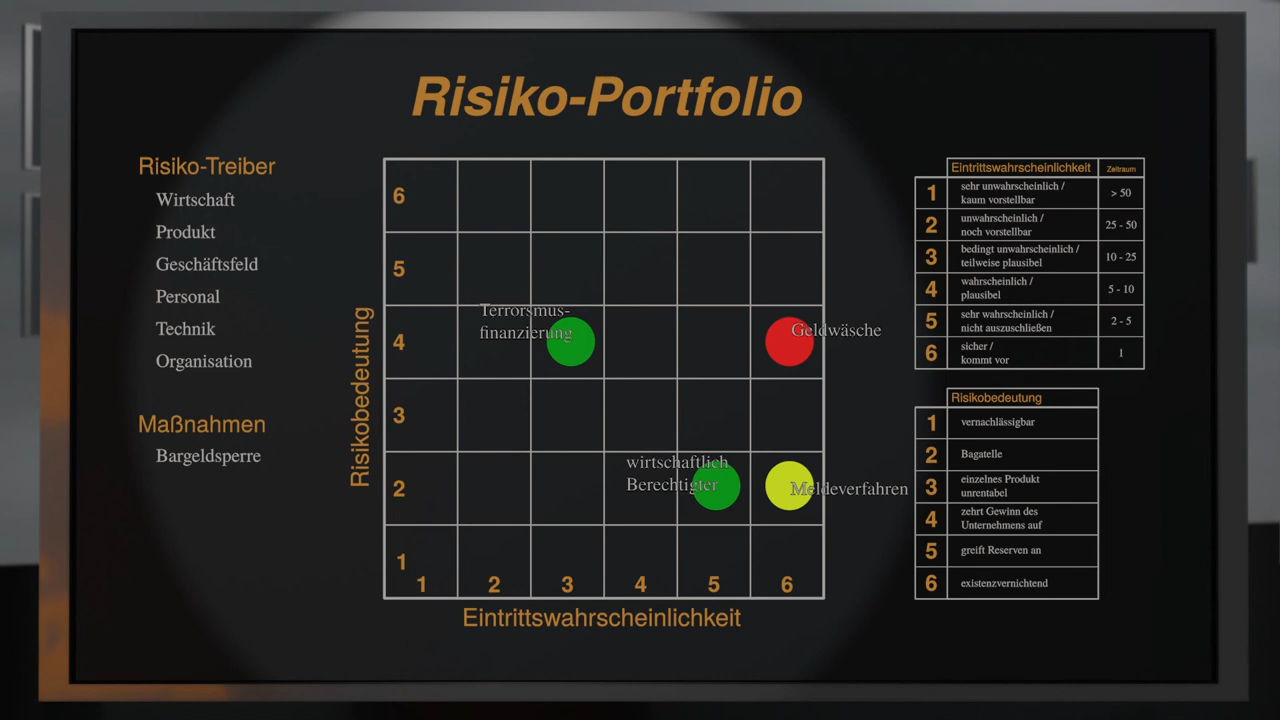 Risiko-Portfolio
Risiko-Treiber
Wirtschaft
Produkt
Geschäftsfeld
Personal
Technik
Organisation
Maßnahmen
Bargeldsperre
Risikobedeutung
6
5
4
3
2
1
1 2 3 4 5 6
Eintrittswahrscheinlichkeit
Terrorsmus-
finanzierung
Geldwäsche
wirtschaftlich
Berechtigter
Meldeverfahren
Eintrittswahrscheinlichkeit Zeitraum
1 sehr unwahrscheinlich / > 50
kaum vorstellbar
2 unwahrscheinlich / 25 - 50
noch vorstellbar
3 bedingt unwahrscheinlich / 10 - 25
teilweise plausibel
4 wahrscheinlich / 5 - 10
plausibel
5 sehr wahrscheinlich / 2 - 5
nicht auszuschließen
6 sicher / 1
kommt vor
Risikobedeutung
1 vernachlässigbar
2 Bagatelle
3 einzelnes Produkt
unrentabel
4 zehrt Gewinn des
Unternehmens auf
5 greift Reserven an
6 existenzvernichtend